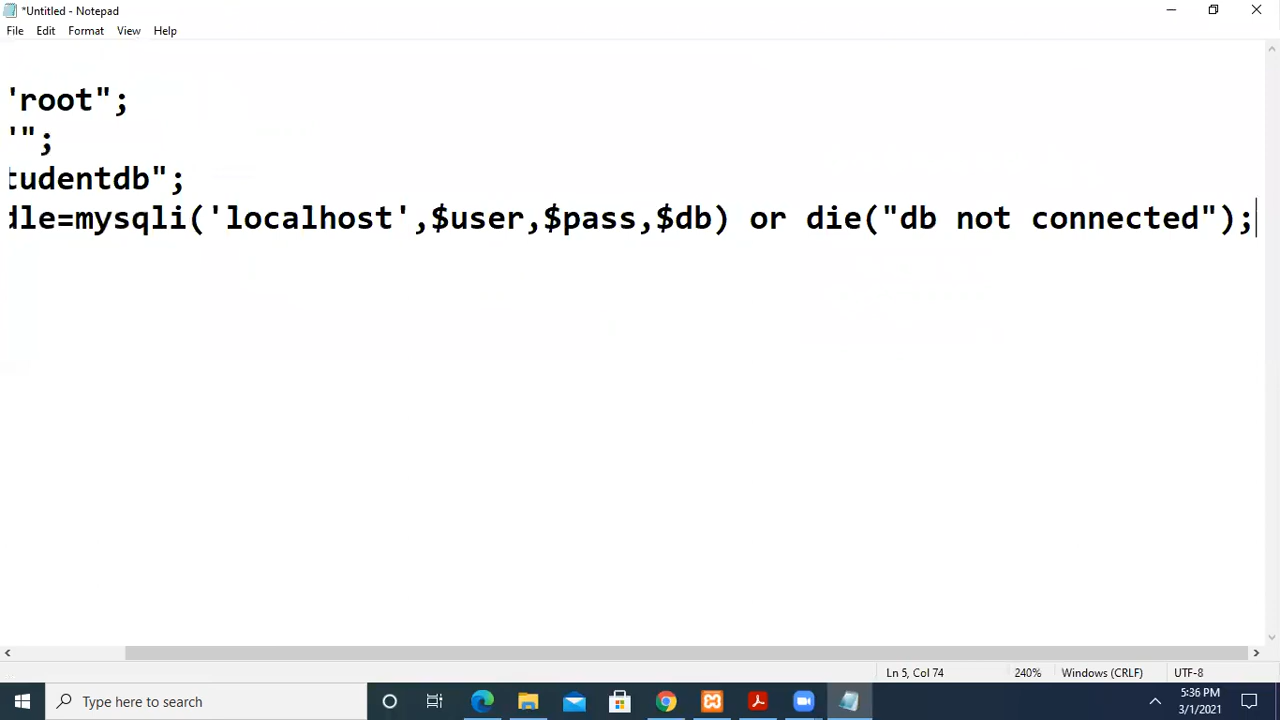 *Untitled - Notepad
File Edit Format View Help
"root";
'";
tudentdb";
dle=mysqli('localhost',$user,$pass,$db) or die("db not connected");
Ln 5, Col 74 240% Windows (CRLF) UTF-8
Type here to search
5:36 PM
3/1/2021